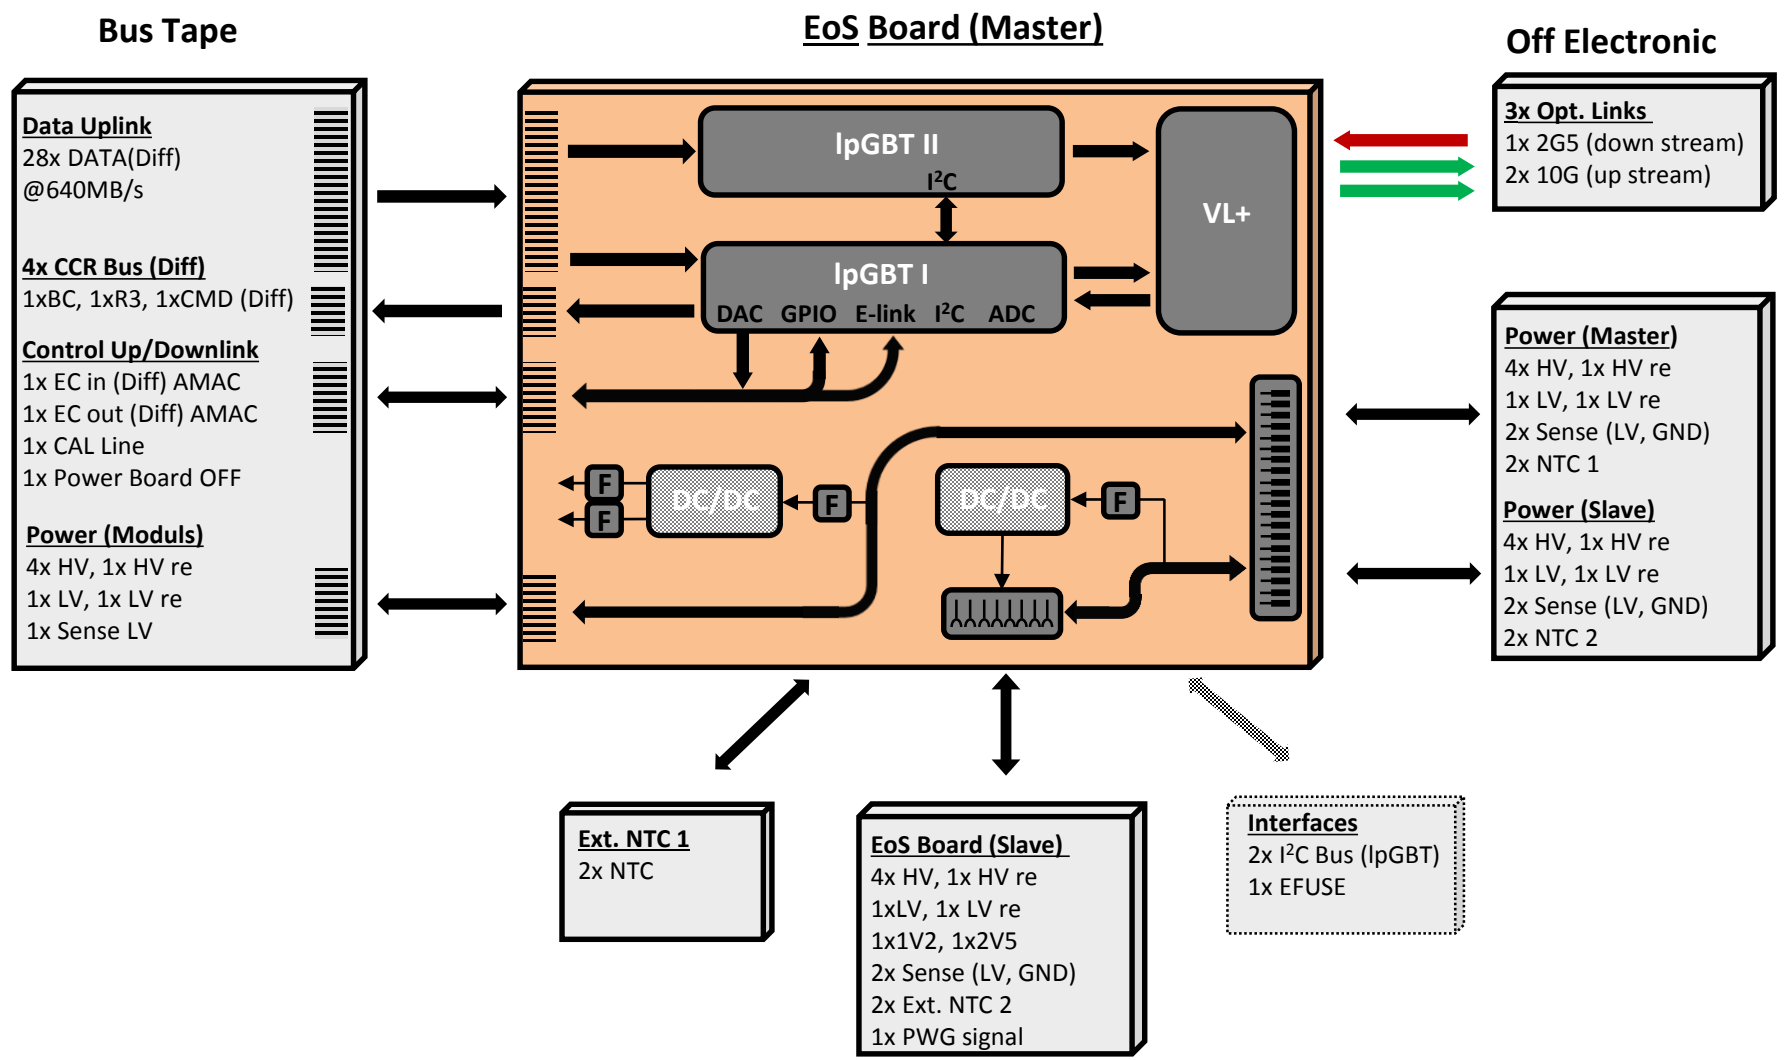 Bus Tape
EoS Board (Master)
Off Electronic
Data Uplink
28x DATA(Diff)
@640MB/s
4x CCR Bus (Diff)
1xBC, 1xR3, 1xCMD (Diff)
Control Up/Downlink
1x EC in (Diff) AMAC
1x EC out (Diff) AMAC
1x CAL Line
1x Power Board OFF
Power (Moduls)
4x HV, 1x HV re
1x LV, 1x LV re
1x Sense LV
lpGBT II
I²C
lpGBT I
DAC GPIO E-link I²C ADC
VL+
F
F
DC/DC
F
DC/DC
F
3x Opt. Links
1x 2G5 (down stream)
2x 10G (up stream)
Power (Master)
4x HV, 1x HV re
1x LV, 1x LV re
2x Sense (LV, GND)
2x NTC 1
Power (Slave)
4x HV, 1x HV re
1x LV, 1x LV re
2x Sense (LV, GND)
2x NTC 2
Ext. NTC 1
2x NTC
EoS Board (Slave)
4x HV, 1x HV re
1xLV, 1x LV re
1x1V2, 1x2V5
2x Sense (LV, GND)
2x Ext. NTC 2
1x PWG signal
Interfaces
2x I²C Bus (lpGBT)
1x EFUSE